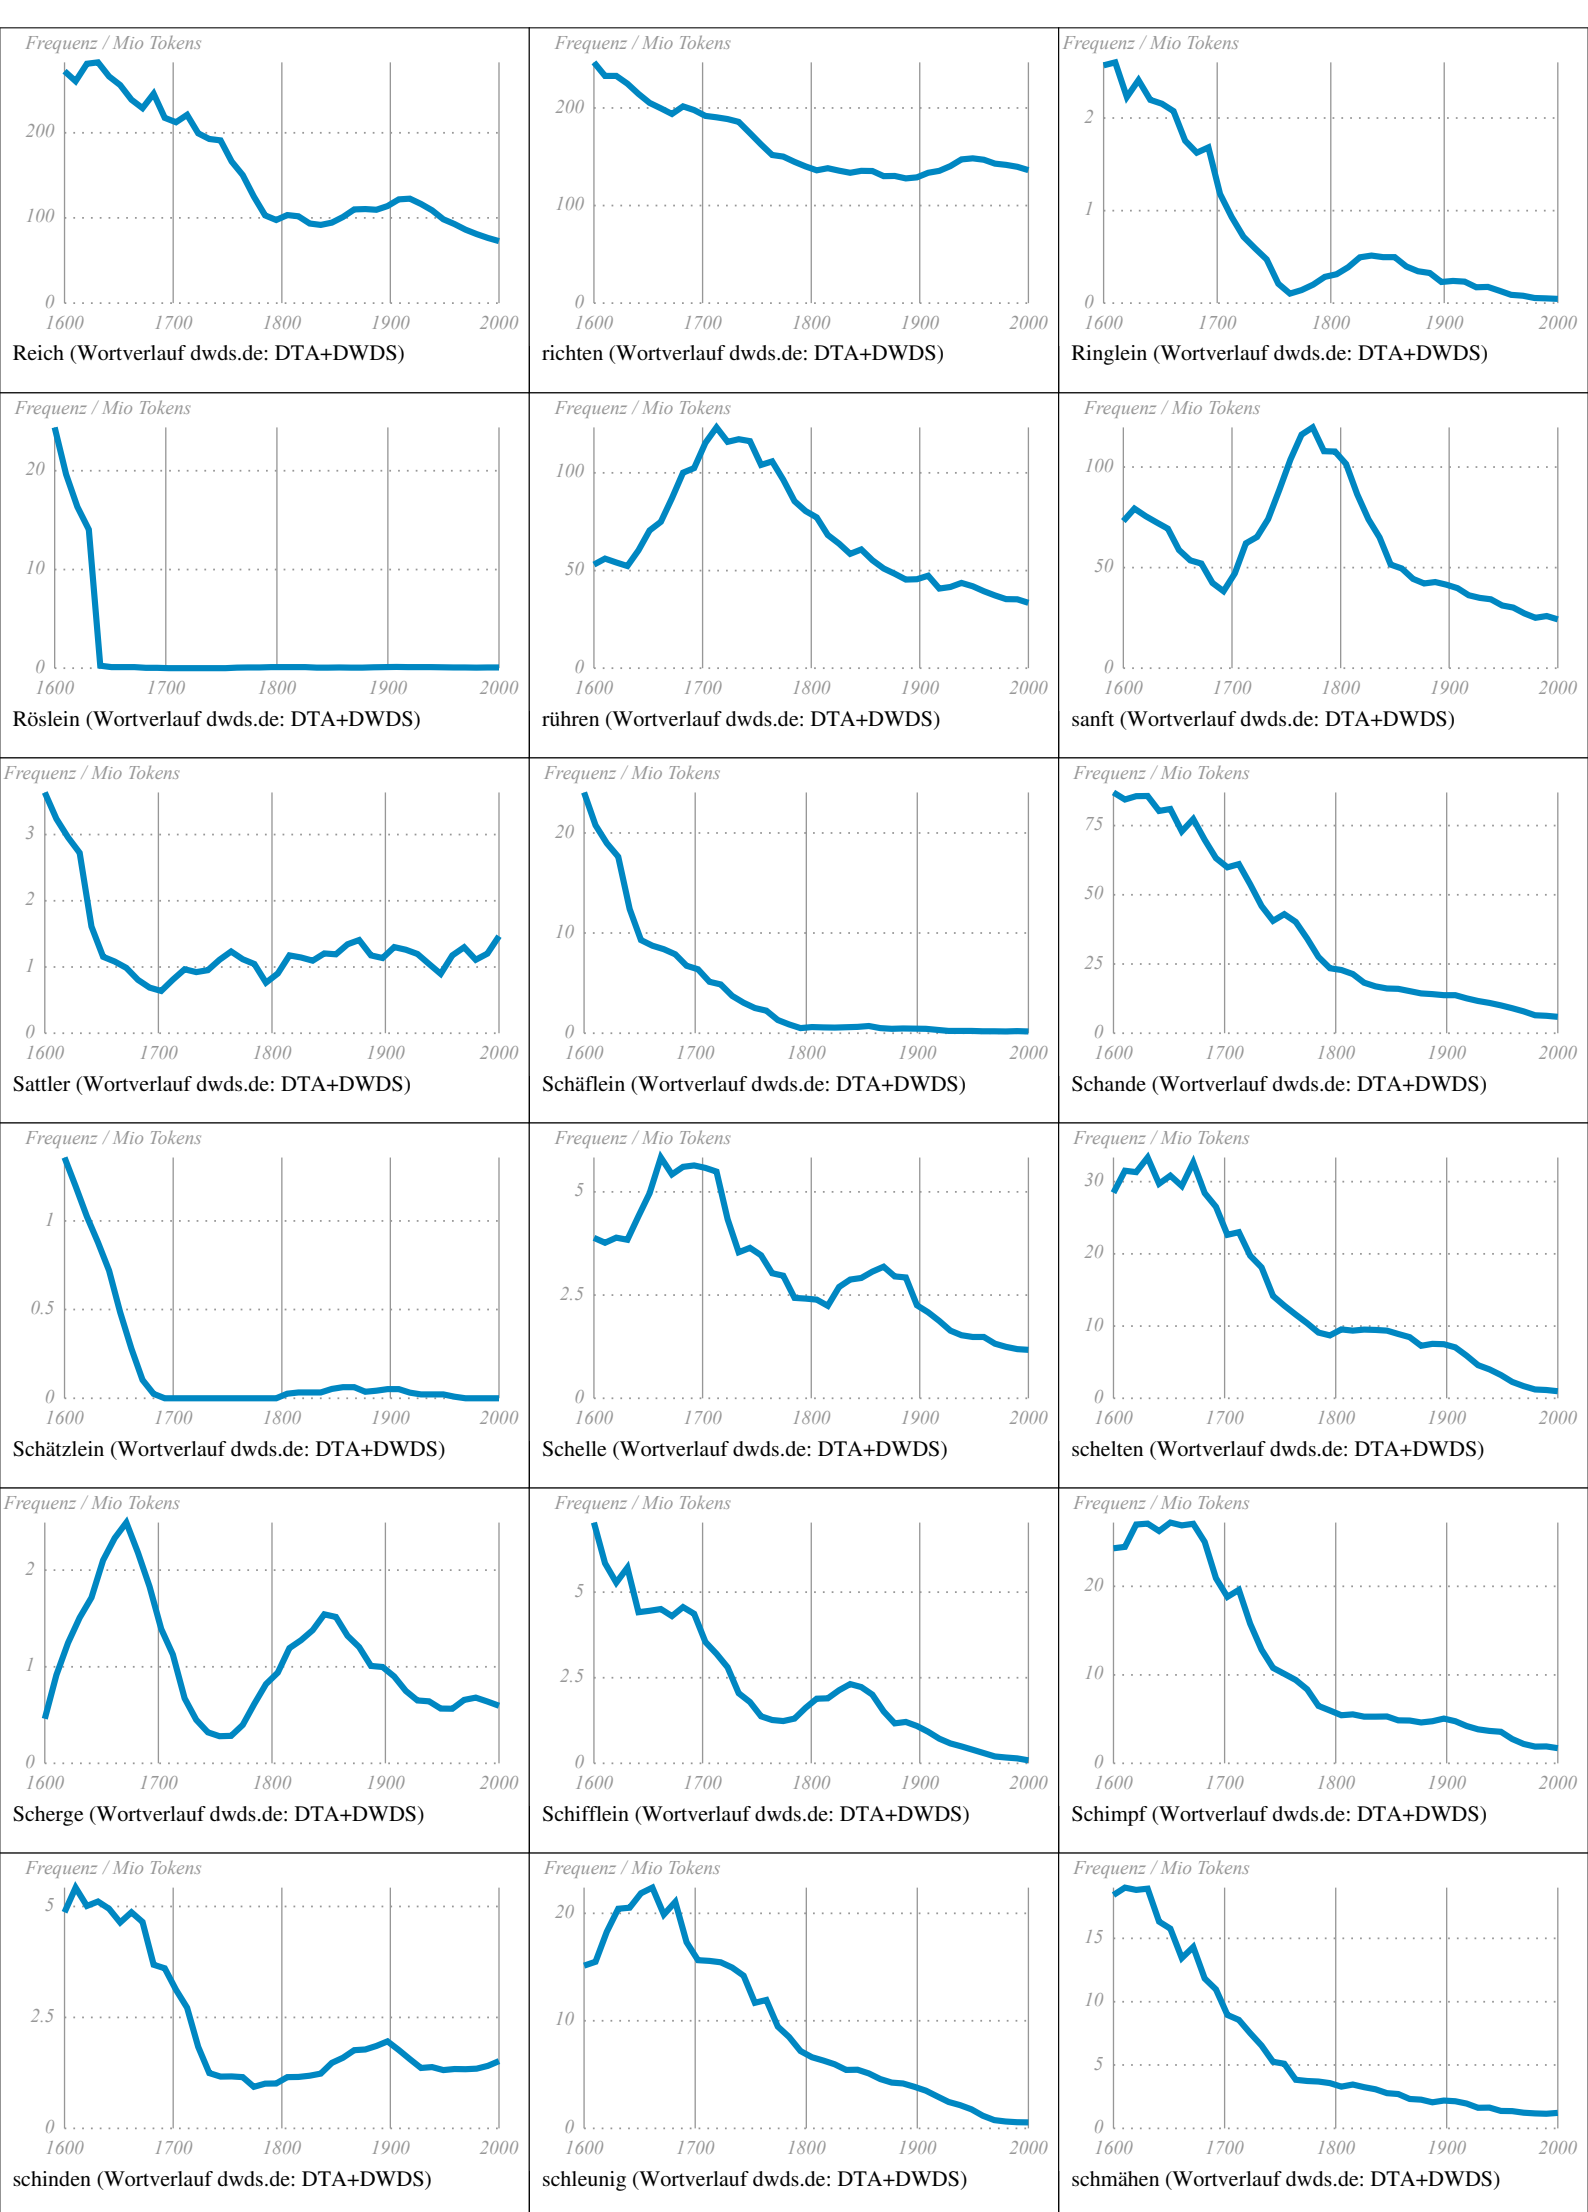 Frequenz / Mio Tokens
200
100
0
1600 1700 1800 1900 2000
Reich (Wortverlauf dwds.de: DTA+DWDS)
Frequenz / Mio Tokens
200
100
0
1600 1700 1800 1900 2000
richten (Wortverlauf dwds.de: DTA+DWDS)
Frequenz / Mio Tokens
2
1
0
1600 1700 1800 1900 2000
Ringlein (Wortverlauf dwds.de: DTA+DWDS)
Frequenz / Mio Tokens
20
10
0
1600 1700 1800 1900 2000
Röslein (Wortverlauf dwds.de: DTA+DWDS)
Frequenz / Mio Tokens
100
50
0
1600 1700 1800 1900 2000
rühren (Wortverlauf dwds.de: DTA+DWDS)
Frequenz / Mio Tokens
100
50
0
1600 1700 1800 1900 2000
sanft (Wortverlauf dwds.de: DTA+DWDS)
Frequenz / Mio Tokens
3
2
1
0
1600 1700 1800 1900 2000
Sattler (Wortverlauf dwds.de: DTA+DWDS)
Frequenz / Mio Tokens
20
10
0
1600 1700 1800 1900 2000
Schäflein (Wortverlauf dwds.de: DTA+DWDS)
Frequenz / Mio Tokens
75
50
25
0
1600 1700 1800 1900 2000
Schande (Wortverlauf dwds.de: DTA+DWDS)
Frequenz / Mio Tokens
1
0.5
0
1600 1700 1800 1900 2000
Schätzlein (Wortverlauf dwds.de: DTA+DWDS)
Frequenz / Mio Tokens
5
2.5
0
1600 1700 1800 1900 2000
Schelle (Wortverlauf dwds.de: DTA+DWDS)
Frequenz / Mio Tokens
30
20
10
0
1600 1700 1800 1900 2000
schelten (Wortverlauf dwds.de: DTA+DWDS)
Frequenz / Mio Tokens
2
1
0
1600 1700 1800 1900 2000
Scherge (Wortverlauf dwds.de: DTA+DWDS)
Frequenz / Mio Tokens
5
2.5
0
1600 1700 1800 1900 2000
Schifflein (Wortverlauf dwds.de: DTA+DWDS)
Frequenz / Mio Tokens
20
10
0
1600 1700 1800 1900 2000
Schimpf (Wortverlauf dwds.de: DTA+DWDS)
Frequenz / Mio Tokens
5
2.5
0
1600 1700 1800 1900 2000
schinden (Wortverlauf dwds.de: DTA+DWDS)
Frequenz / Mio Tokens
20
10
0
1600 1700 1800 1900 2000
schleunig (Wortverlauf dwds.de: DTA+DWDS)
Frequenz / Mio Tokens
15
10
5
0
1600 1700 1800 1900 2000
schmähen (Wortverlauf dwds.de: DTA+DWDS)